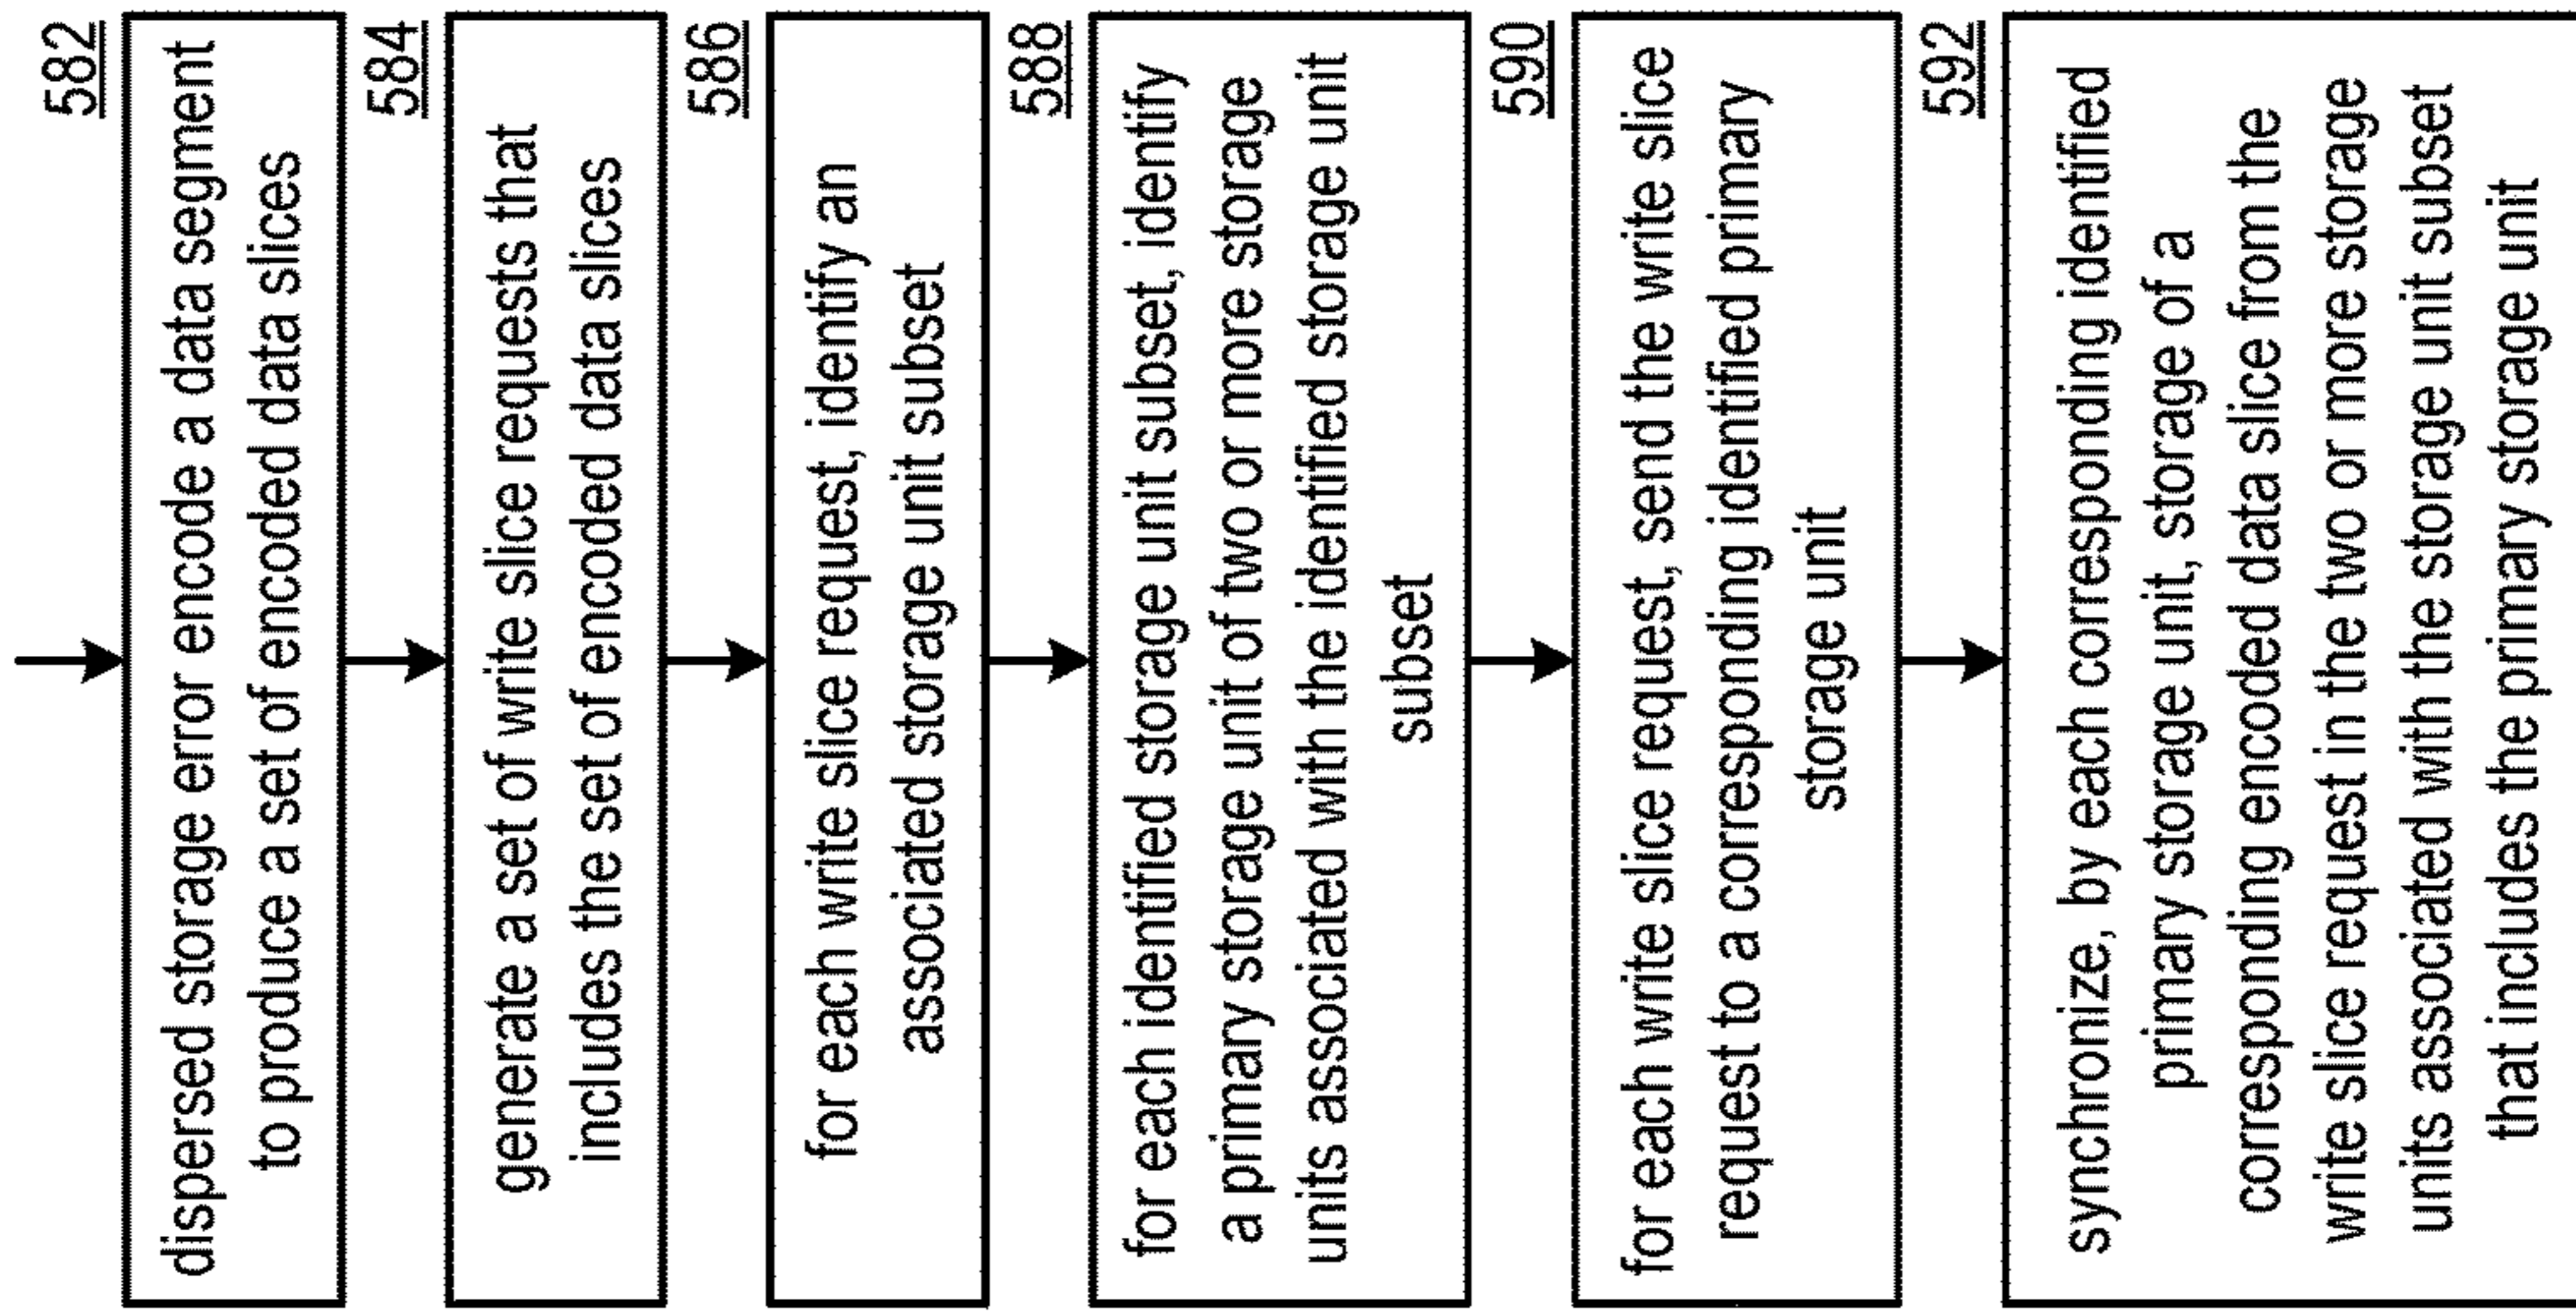 582
dispersed storage error encode a data segment
to produce a set of encoded data slices
584
generate a set of write slice requests that
includes the set of encoded data slices
586
for each write slice request, identify an
associated storage unit subset
588
for each identified storage unit subset, identify
a primary storage unit of two or more storage
units associated with the identified storage unit
subset
590
for each write slice request, send the write slice
request to a corresponding identified primary
storage unit
592
synchronize, by each corresponding identified
primary storage unit, storage of a
corresponding encoded data slice from the
write slice request in the two or more storage
units associated with the storage unit subset
that includes the primary storage unit